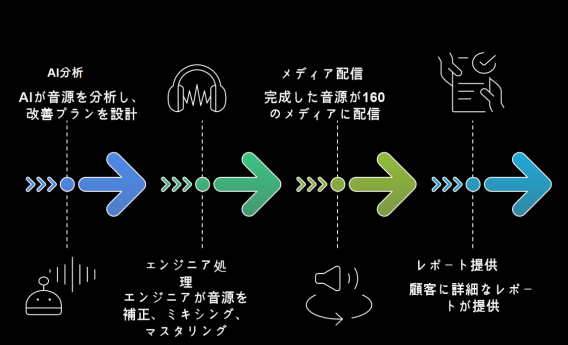 AI分析
AIが音源を分析し、
改善プランを設計
エンジニア処
理
エンジニアが音源を
補正、ミキシング、
マスタリング
メディア配信
完成した音源が160
のメディアに配信
レポート提供
顧客に詳細なレポー
トが提供